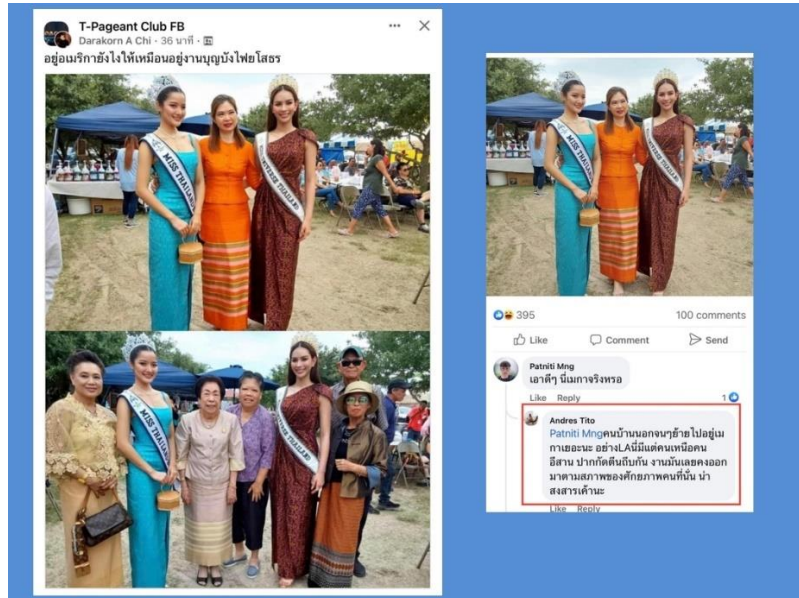 T-Pageant Club FB
Darakorn A Chi · 36 นาที ·
อยู่อเมริกายังไงให้เหมือนอยู่งานบุญบั้งไฟยโสธร
MISS THAILAND
UNIVERSE THAILAND
MISS THAILAND
UNIVERSE THAILAND
MISS THAILAND
UNIVERSE THAILAND
395
100 comments
Like
Comment
Send
Patniti Mng
เอาดีๆ นี่เมกาจริงหรอ
Like Reply
1
Andres Tito
Patniti Mngคนบ้านนอกจนๆย้ายไปอยู่เม
กาเยอะนะ อย่างLAนี่มีแต่คนเหนือคน
อีสาน ปากกัดตีนถีบกัน งานมันเลยคงออก
มาตามสภาพของศักยภาพคนที่นั่น น่า
สงสารเค้านะ
Like Reply